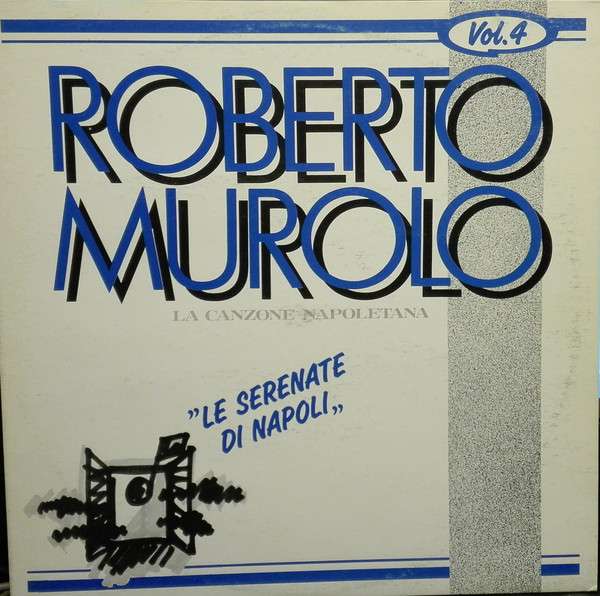 Vol. 4
ROBERTO
MUROLO
LA CANZONE NAPOLETANA
„LE SERENATE
DI NAPOLI„